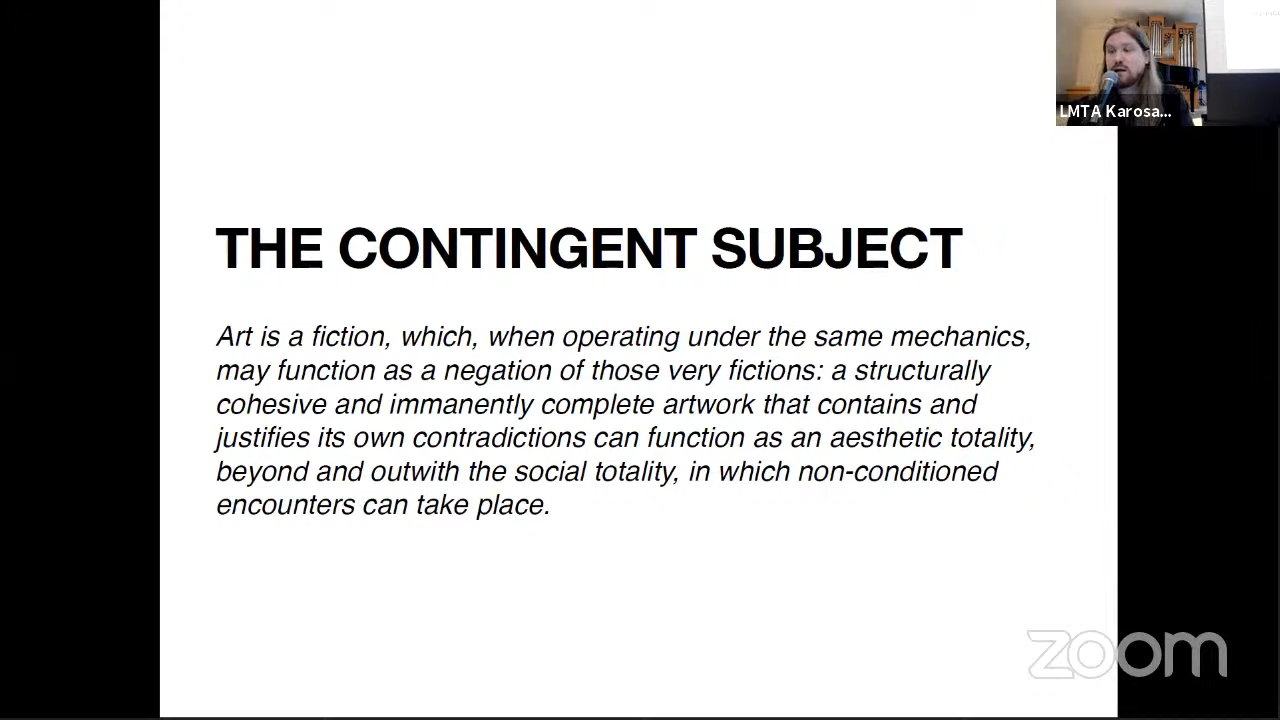 LMTA Karosa...
THE CONTINGENT SUBJECT
Art is a fiction, which, when operating under the same mechanics,
may function as a negation of those very fictions: a structurally
cohesive and immanently complete artwork that contains and
justifies its own contradictions can function as an aesthetic totality,
beyond and outwith the social totality, in which non-conditioned
encounters can take place.
zoom